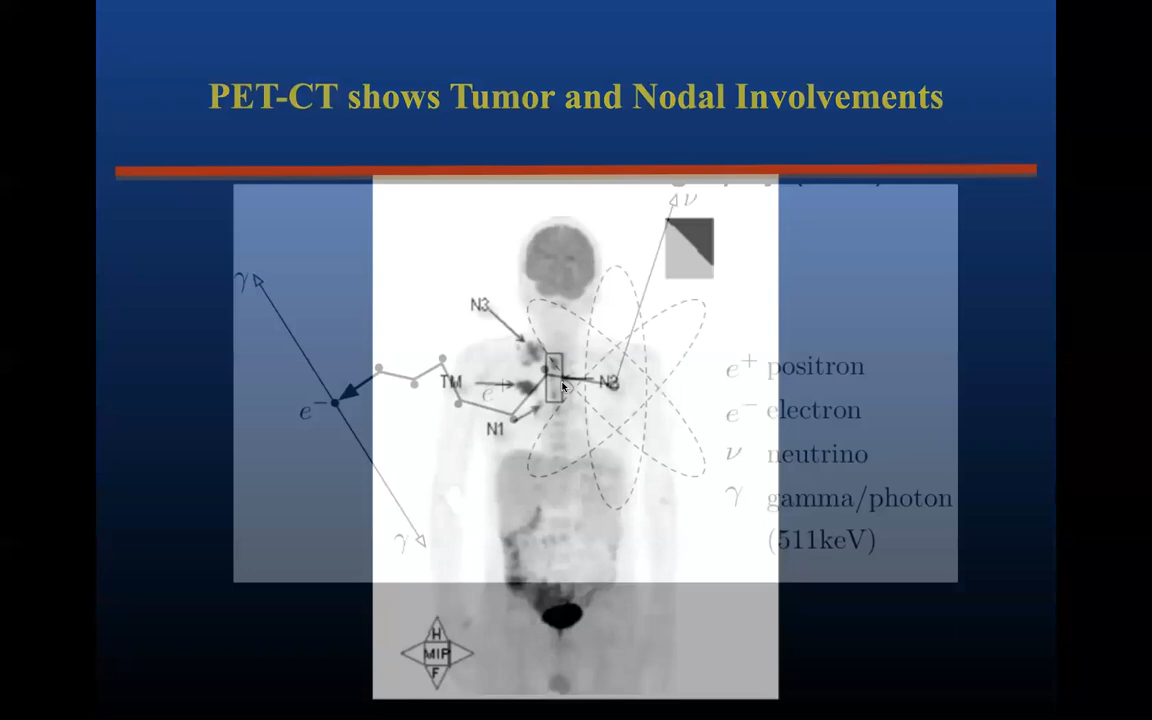 PET-CT shows Tumor and Nodal Involvements
ν
γ
N3
e+ positron
TM
N3
e
e− electron
e−
N1
ν neutrino
γ gamma/photon
γ
(511keV)
H
MIP
F